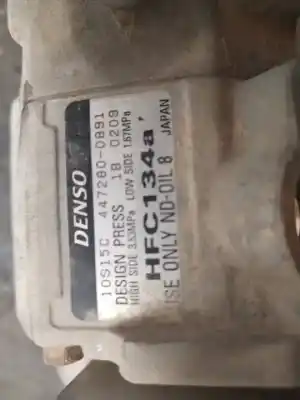 DENSO
10S15C 447280-0891
DESIGN PRESS 18 0209
HIGH SIDE 3.53MPa LOW SIDE 1.67MPa
HFC134a,
USE ONLY ND-OIL 8 JAPAN